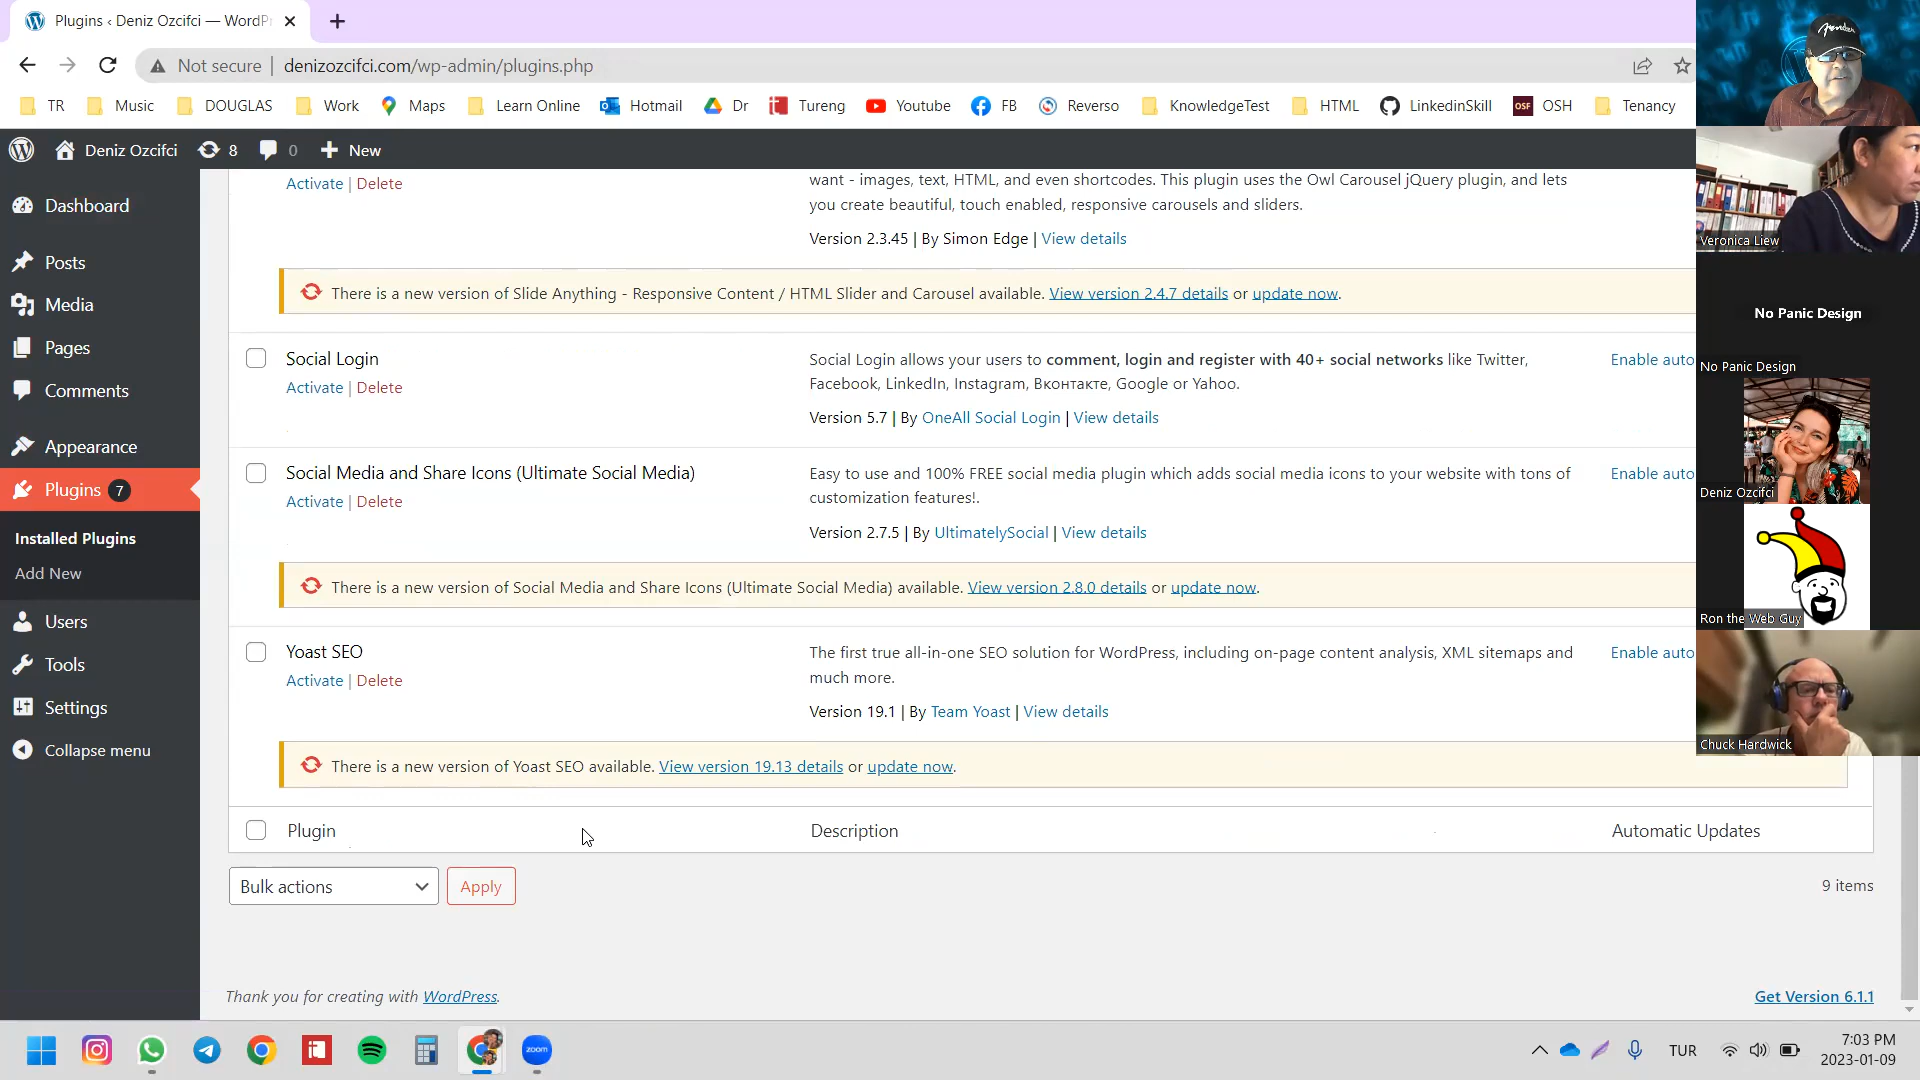 Plugins ‹ Deniz Ozcifci — WordPr
Not secure
denizozcifci.com/wp-admin/plugins.php
TR
Music
DOUGLAS
Work
Maps
Learn Online
Hotmail
Dr
Tureng
Youtube
FB
Reverso
KnowledgeTest
HTML
LinkedinSkill
OSF
OSH
Tenancy
Fender
Deniz Ozcifci
8
0
New
Dashboard
Posts
Media
Pages
Comments
Appearance
Plugins 7
Installed Plugins
Add New
Users
Tools
Settings
Collapse menu
Activate | Delete
want - images, text, HTML, and even shortcodes. This plugin uses the Owl Carousel jQuery plugin, and lets
you create beautiful, touch enabled, responsive carousels and sliders.
Version 2.3.45 | By Simon Edge | View details
There is a new version of Slide Anything - Responsive Content / HTML Slider and Carousel available. View version 2.4.7 details or update now.
Social Login
Activate | Delete
Social Login allows your users to comment, login and register with 40+ social networks like Twitter,
Facebook, LinkedIn, Instagram, Вконтакте, Google or Yahoo.
Version 5.7 | By OneAll Social Login | View details
Enable auto
Social Media and Share Icons (Ultimate Social Media)
Activate | Delete
Easy to use and 100% FREE social media plugin which adds social media icons to your website with tons of
customization features!.
Version 2.7.5 | By UltimatelySocial | View details
Enable auto
There is a new version of Social Media and Share Icons (Ultimate Social Media) available. View version 2.8.0 details or update now.
Yoast SEO
Activate | Delete
The first true all-in-one SEO solution for WordPress, including on-page content analysis, XML sitemaps and
much more.
Version 19.1 | By Team Yoast | View details
Enable auto
There is a new version of Yoast SEO available. View version 19.13 details or update now.
Plugin
Description
Automatic Updates
Bulk actions
Apply
9 items
Thank you for creating with WordPress.
Get Version 6.1.1
Veronica Liew
No Panic Design
No Panic Design
Deniz Ozcifci
Ron the Web Guy
Chuck Hardwick
zoom
TUR
7:03 PM
2023-01-09